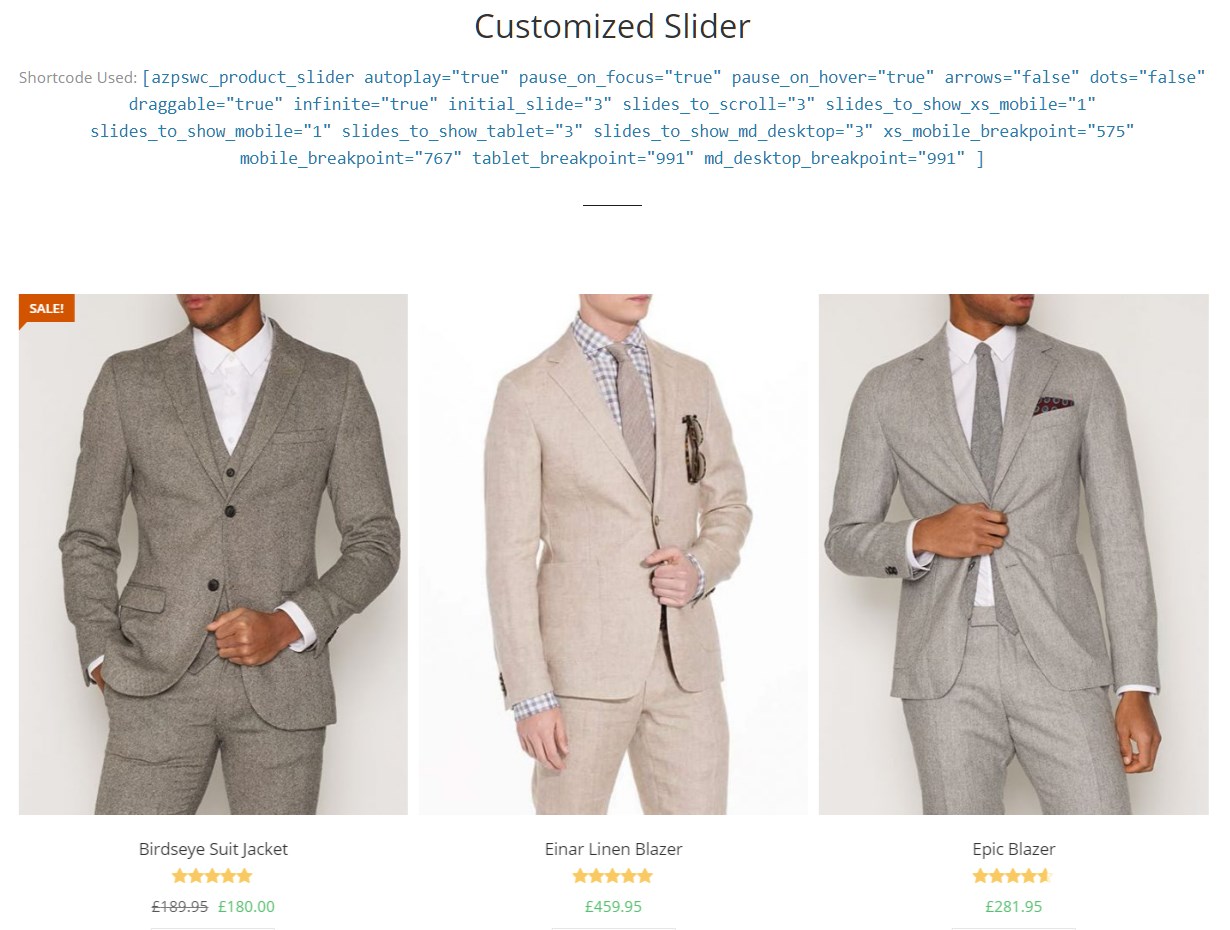 Customized Slider
Shortcode Used: [azpswc_product_slider autoplay="true" pause_on_focus="true" pause_on_hover="true" arrows="false" dots="false"
draggable="true" infinite="true" initial_slide="3" slides_to_scroll="3" slides_to_show_xs_mobile="1"
slides_to_show_mobile="1" slides_to_show_tablet="3" slides_to_show_md_desktop="3" xs_mobile_breakpoint="575"
mobile_breakpoint="767" tablet_breakpoint="991" md_desktop_breakpoint="991" ]
SALE!
Birdseye Suit Jacket
£189.95 £180.00
Einar Linen Blazer
£459.95
Epic Blazer
£281.95